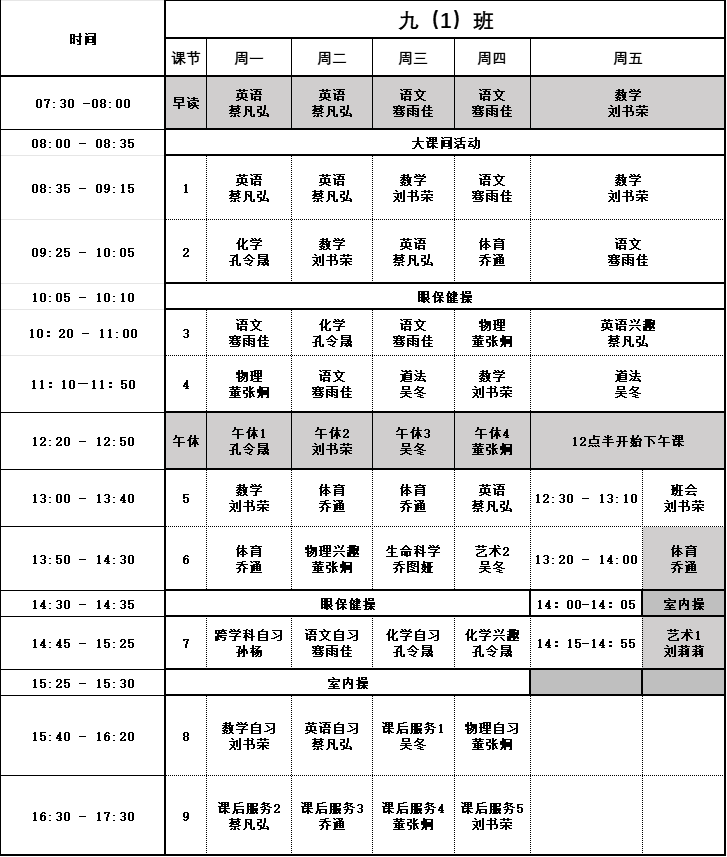 九（1）班
时间
课节 周一 周二 周三 周四 周五
07:30 -08:00 早读 英语 英语 语文 语文 数学
蔡凡弘 蔡凡弘 骞雨佳 骞雨佳 刘书荣
08:00 - 08:35 大课间活动
08:35 - 09:15 1 英语 英语 数学 语文 数学
蔡凡弘 蔡凡弘 刘书荣 骞雨佳 刘书荣
09:25 - 10:05 2 化学 数学 英语 体育 语文
孔令晟 刘书荣 蔡凡弘 乔通 骞雨佳
10:05 - 10:10 眼保健操
10：20 - 11:00 3 语文 化学 语文 物理 英语兴趣
骞雨佳 孔令晟 骞雨佳 董张炯 蔡凡弘
11：10－11：50 4 物理 语文 道法 数学 道法
董张炯 骞雨佳 吴冬 刘书荣 吴冬
12:20 - 12:50 午休 午休1 午休2 午休3 午休4 12点半开始下午课
孔令晟 刘书荣 吴冬 董张炯
13:00 - 13:40 5 数学 体育 体育 英语 12:30 - 13:10 班会
刘书荣 乔通 乔通 蔡凡弘 刘书荣
13:50 - 14:30 6 体育 物理兴趣 生命科学 艺术2 13:20 - 14:00 体育
乔通 董张炯 乔图娅 吴冬 乔通
14:30 - 14:35 眼保健操 14：00-14：05 室内操
14:45 - 15:25 7 跨学科自习 语文自习 化学自习 化学兴趣 14：15-14：55 艺术1
孙杨 骞雨佳 孔令晟 孔令晟 刘莉莉
15:25 - 15:30 室内操
15:40 - 16:20 8 数学自习 英语自习 课后服务1 物理自习
刘书荣 蔡凡弘 吴冬 董张炯
16:30 - 17:30 9 课后服务2 课后服务3 课后服务4 课后服务5
蔡凡弘 乔通 董张炯 刘书荣